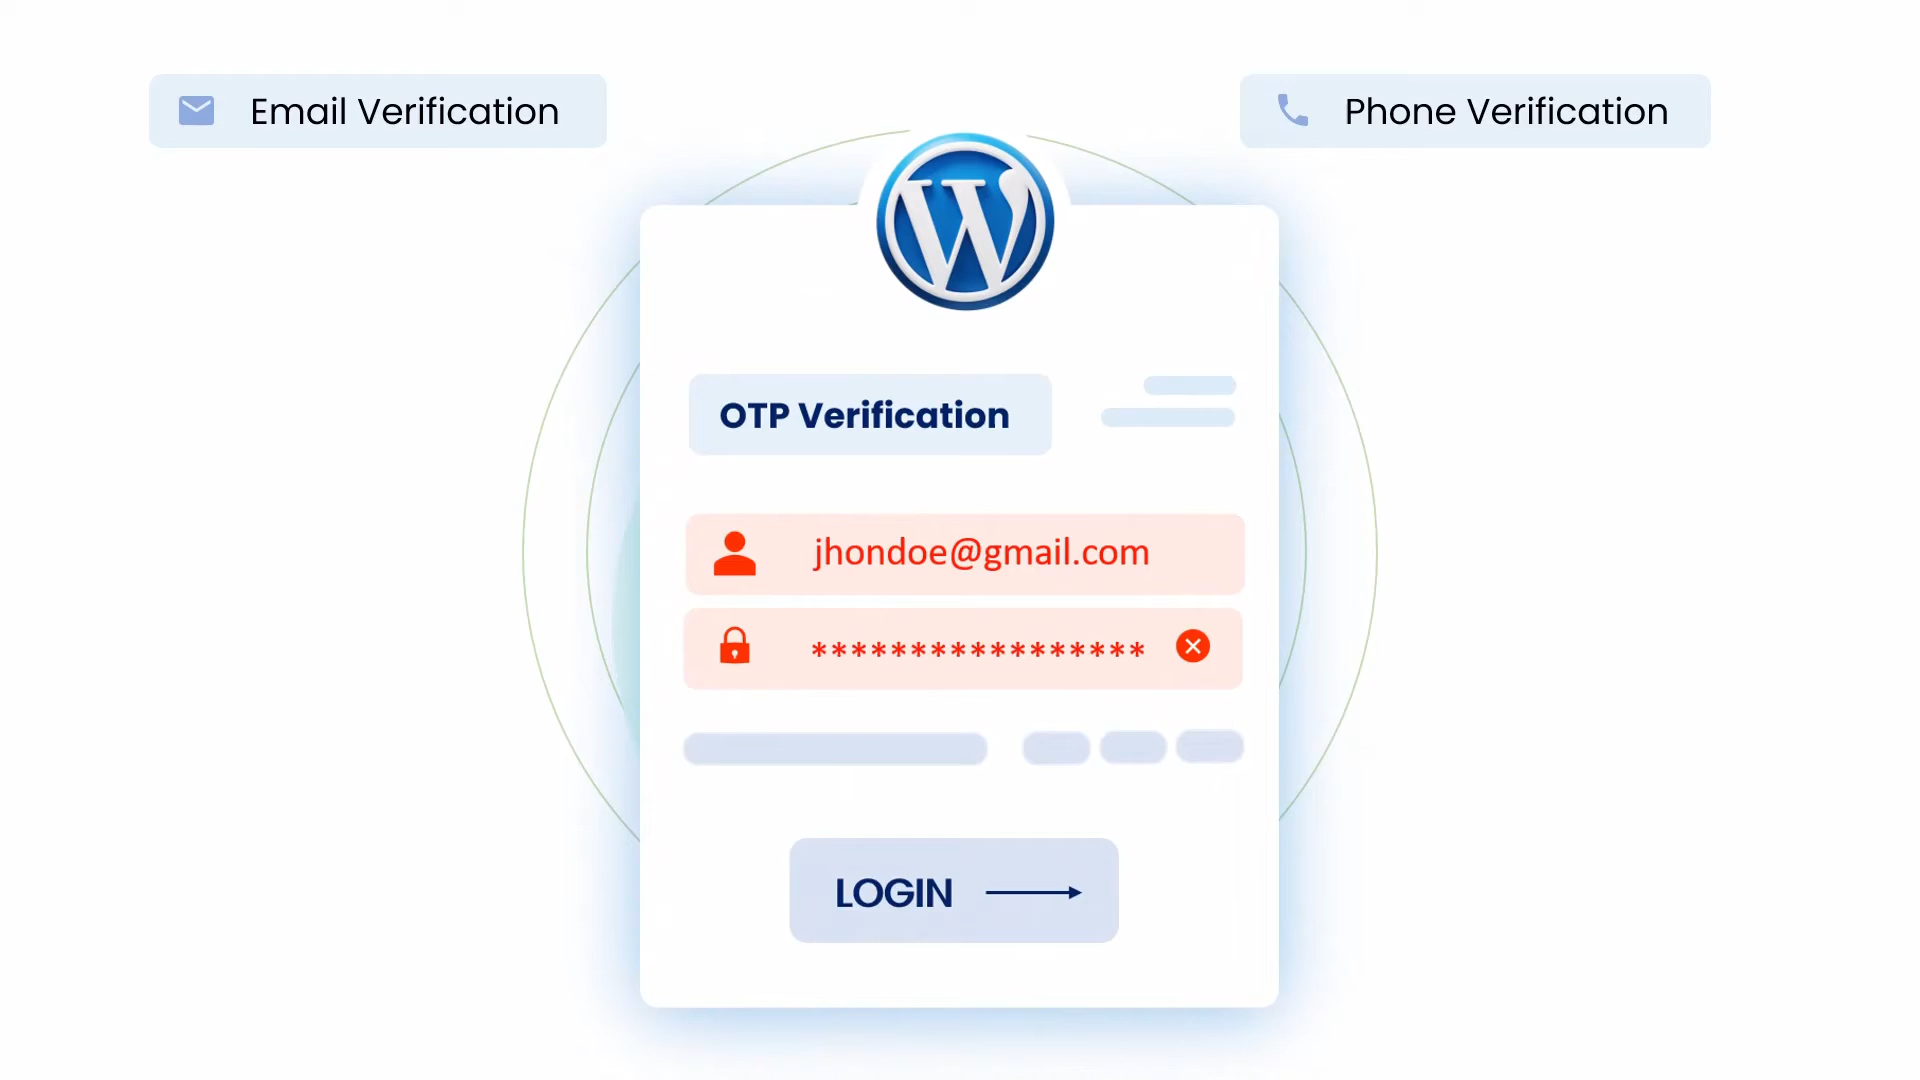 Email Verification
Phone Verification
OTP Verification
jhondoe@gmail.com
*****************
LOGIN